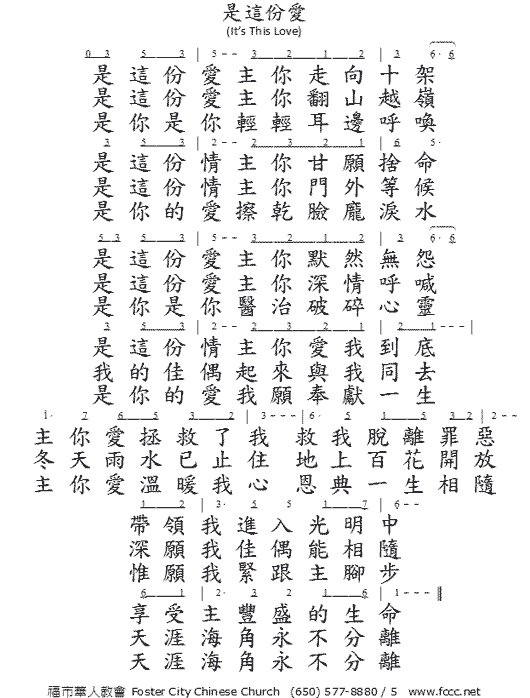 是這份愛
(It's This Love)
0 3 5 3 | 5 - - 3 2 1 2 | 3 6· 6
是這份愛主你走向十架
是這份愛主你翻山越嶺
是你是你輕輕耳邊呼喚
3 5 3 | 2 - - 2 3 2 1 | 6 5·
是這份情主你甘願捨命
是這份情主你門外等候
是你的愛擦乾臉龐淚水
5 3 5 3 | 5 - - 3 2 1 2 | 3 6· 6
是這份愛主你默然無怨
是這份愛主你深情呼喊
是你是你醫治破碎心靈
3 5 3 | 2 - - 2 3 2 1 | 2 1 - - - |
是這份情主你愛我到底
我的佳偶起來與我同去
是你的愛我願奉獻一生
i· 7 6 5 3 2 | 3 - - - | 6· 5 1 5 3 2 | 2 - -
主你愛拯救了我 救我脫離罪惡
冬天雨水已止住 地上百花開放
主你愛溫暖我心 恩典一生相隨
1 2 | 3· 5 5 1 7 | 6 - -
帶領我進入光明中
深願我佳偶能相隨
惟願我緊跟主腳步
6 1 | 2· 3 2 1 6 | 1 - - -
享受主豐盛的生命
天涯海角永不分離
天涯海角永不分離
福市華人教會 Foster City Chinese Church (650) 577-8880 / 5 www.fccc.net